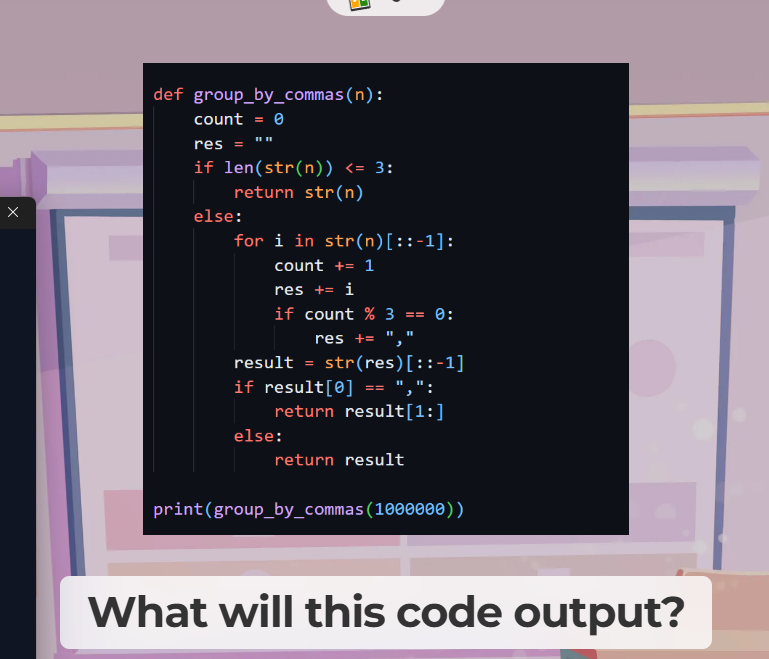 def group_by_commas(n):
    count = 0
    res = ""
    if len(str(n)) <= 3:
        return str(n)
    else:
        for i in str(n)[::-1]:
            count += 1
            res += i
            if count % 3 == 0:
                res += ","
        result = str(res)[::-1]
        if result[0] == ",":
            return result[1:]
        else:
            return result
print(group_by_commas(1000000))
What will this code output?